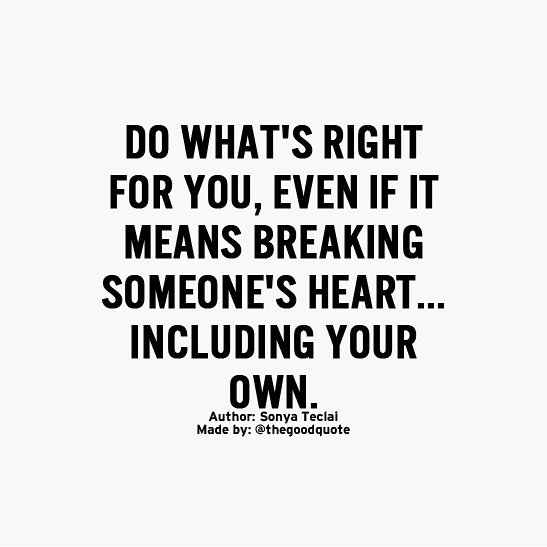 DO WHAT'S RIGHT
FOR YOU, EVEN IF IT
MEANS BREAKING
SOMEONE'S HEART...
INCLUDING YOUR
OWN.
Author: Sonya Teclai
Made by: @thegoodquote